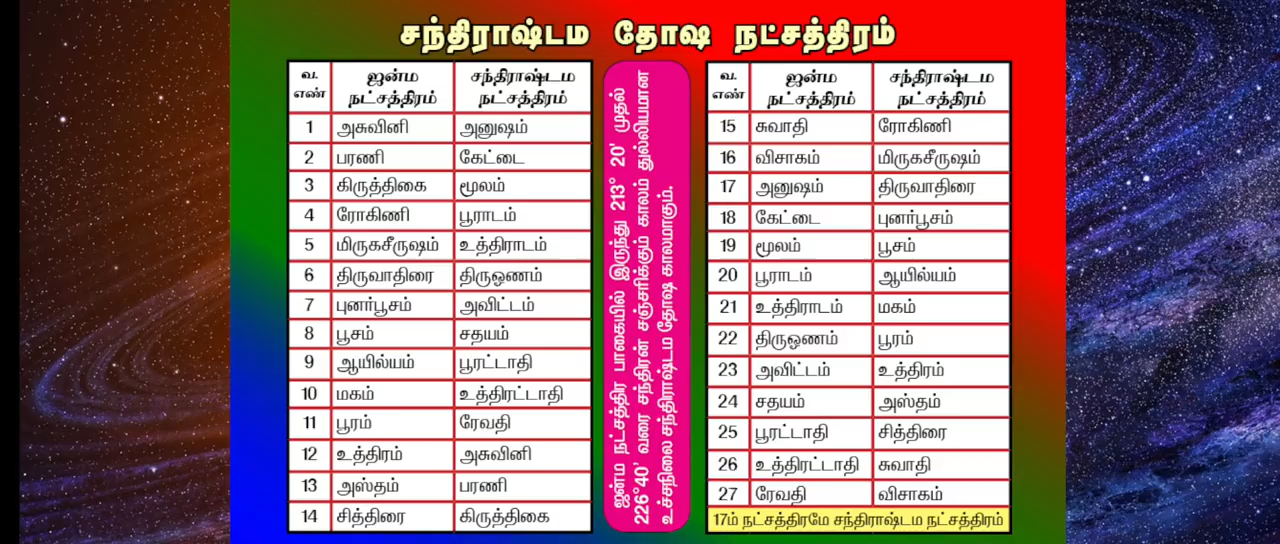 சந்திராஷ்டம தோஷ நட்சத்திரம்
வ. எண் ஜன்ம நட்சத்திரம் சந்திராஷ்டம நட்சத்திரம்
1 அசுவினி அனுஷம்
2 பரணி கேட்டை
3 கிருத்திகை மூலம்
4 ரோகிணி பூராடம்
5 மிருகசீருஷம் உத்திராடம்
6 திருவாதிரை திருஓணம்
7 புனர்பூசம் அவிட்டம்
8 பூசம் சதயம்
9 ஆயில்யம் பூரட்டாதி
10 மகம் உத்திரட்டாதி
11 பூரம் ரேவதி
12 உத்திரம் அசுவினி
13 அஸ்தம் பரணி
14 சித்திரை கிருத்திகை
ஜன்ம நட்சத்திர பாகையில் இருந்து 213° 20' முதல்
226°40' வரை சந்திரன் சஞ்சரிக்கும் காலம் துல்லியமான
உச்சநிலை சந்திராஷ்டம தோஷ காலமாகும்.
வ. எண் ஜன்ம நட்சத்திரம் சந்திராஷ்டம நட்சத்திரம்
15 சுவாதி ரோகிணி
16 விசாகம் மிருகசீருஷம்
17 அனுஷம் திருவாதிரை
18 கேட்டை புனர்பூசம்
19 மூலம் பூசம்
20 பூராடம் ஆயில்யம்
21 உத்திராடம் மகம்
22 திருஓணம் பூரம்
23 அவிட்டம் உத்திரம்
24 சதயம் அஸ்தம்
25 பூரட்டாதி சித்திரை
26 உத்திரட்டாதி சுவாதி
27 ரேவதி விசாகம்
17ம் நட்சத்திரமே சந்திராஷ்டம நட்சத்திரம்